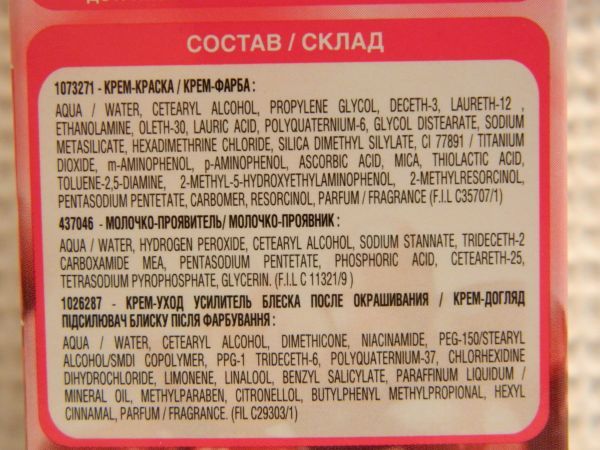 СОСТАВ / СКЛАД
1073271 - КРЕМ-КРАСКА / КРЕМ-ФАРБА :
AQUA / WATER, CETEARYL ALCOHOL, PROPYLENE GLYCOL, DECETH-3, LAURETH-12 ,
ETHANOLAMINE, OLETH-30, LAURIC ACID, POLYQUATERNIUM-6, GLYCOL DISTEARATE, SODIUM
METASILICATE, HEXADIMETHRINE CHLORIDE, SILICA DIMETHYL SILYLATE, CI 77891 / TITANIUM
DIOXIDE, m-AMINOPHENOL, p-AMINOPHENOL, ASCORBIC ACID, MICA, THIOLACTIC ACID,
TOLUENE-2,5-DIAMINE, 2-METHYL-5-HYDROXYETHYLAMINOPHENOL, 2-METHYLRESORCINOL,
PENTASODIUM PENTETATE, CARBOMER, RESORCINOL, PARFUM / FRAGRANCE (F.I.L C35707/1)
437046 - МОЛОЧКО-ПРОЯВИТЕЛЬ/ МОЛОЧКО-ПРОЯВНИК :
AQUA / WATER, HYDROGEN PEROXIDE, CETEARYL ALCOHOL, SODIUM STANNATE, TRIDECETH-2
CARBOXAMIDE MEA, PENTASODIUM PENTETATE, PHOSPHORIC ACID, CETEARETH-25,
TETRASODIUM PYROPHOSPHATE, GLYCERIN. (F.I.L C 11321/9 )
1026287 - КРЕМ-УХОД УСИЛИТЕЛЬ БЛЕСКА ПОСЛЕ ОКРАШИВАНИЯ / КРЕМ-ДОГЛЯД
ПІДСИЛЮВАЧ БЛИСКУ ПІСЛЯ ФАРБУВАННЯ :
AQUA / WATER, CETEARYL ALCOHOL, DIMETHICONE, NIACINAMIDE, PEG-150/STEARYL
ALCOHOL/SMDI COPOLYMER, PPG-1 TRIDECETH-6, POLYQUATERNIUM-37, CHLORHEXIDINE
DIHYDROCHLORIDE, LIMONENE, LINALOOL, BENZYL SALICYLATE, PARAFFINUM LIQUIDUM /
MINERAL OIL, METHYLPARABEN, CITRONELLOL, BUTYLPHENYL METHYLPROPIONAL, HEXYL
CINNAMAL, PARFUM / FRAGRANCE. (FIL C29303/1)